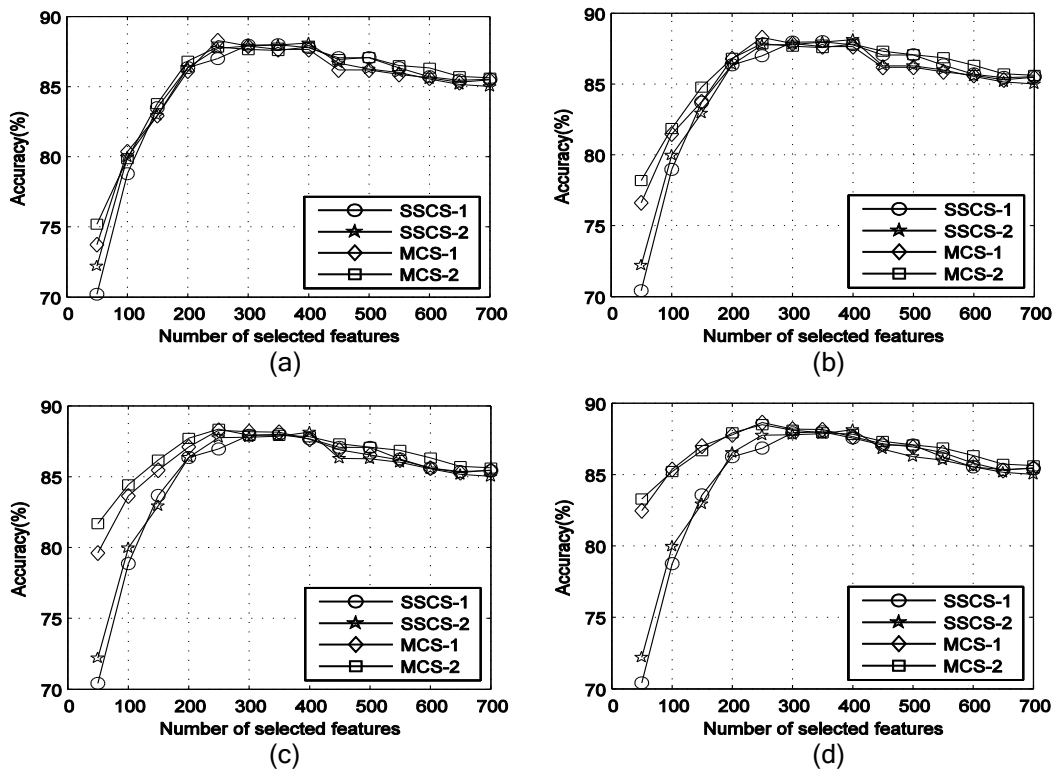 90
85
80
75
70
Accuracy(%)
SSCS-1
SSCS-2
MCS-1
MCS-2
0 100 200 300 400 500 600 700
Number of selected features
(a)
90
85
80
75
70
Accuracy(%)
SSCS-1
SSCS-2
MCS-1
MCS-2
0 100 200 300 400 500 600 700
Number of selected features
(b)
90
85
80
75
70
Accuracy(%)
SSCS-1
SSCS-2
MCS-1
MCS-2
0 100 200 300 400 500 600 700
Number of selected features
(c)
90
85
80
75
70
Accuracy(%)
SSCS-1
SSCS-2
MCS-1
MCS-2
0 100 200 300 400 500 600 700
Number of selected features
(d)